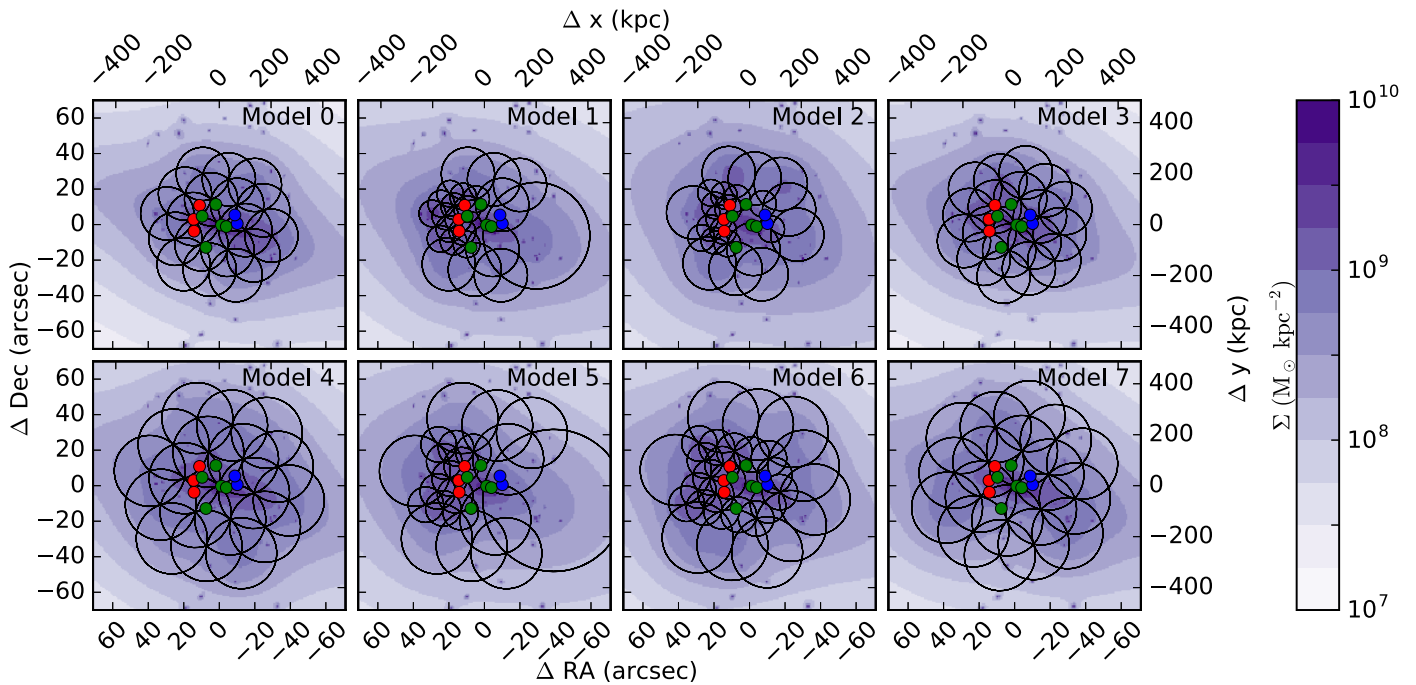 Δ x (kpc)
−400 −200 0 200 400 −400 −200 0 200 400 −400 −200 0 200 400 −400 −200 0 200 400
Model 0 Model 1 Model 2 Model 3
60 40 20 0 −20 −40 −60
400 200 0 −200 −400
Model 4 Model 5 Model 6 Model 7
60 40 20 0 −20 −40 −60
400 200 0 −200 −400
60 40 20 0 −20 −40 −60 60 40 20 0 −20 −40 −60 60 40 20 0 −20 −40 −60 60 40 20 0 −20 −40 −60
Δ RA (arcsec)
Δ Dec (arcsec)
Δ y (kpc)
Σ (M⊙ kpc⁻²)
10¹⁰
10⁹
10⁸
10⁷